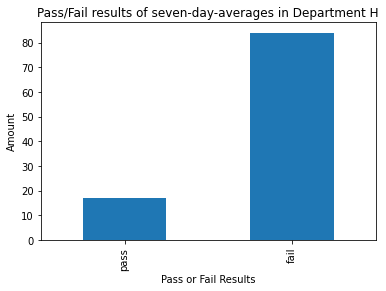 Pass/Fail results of seven-day-averages in Department H
80
70
60
50
40
30
20
10
0
Amount
pass
fail
Pass or Fail Results